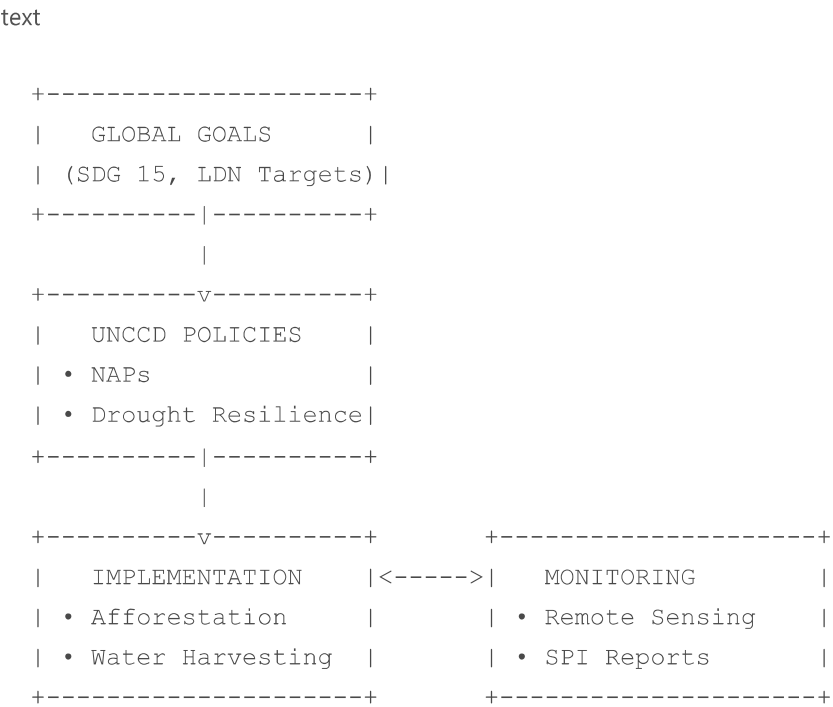 text
+---------------------+
|   GLOBAL GOALS      |
| (SDG 15, LDN Targets)|
+----------|----------+
           |
+----------v----------+
|   UNCCD POLICIES    |
| • NAPs              |
| • Drought Resilience|
+----------|----------+
           |
+----------v----------+       +---------------------+
|   IMPLEMENTATION    |<----->|   MONITORING        |
| • Afforestation     |       | • Remote Sensing    |
| • Water Harvesting  |       | • SPI Reports       |
+---------------------+       +---------------------+